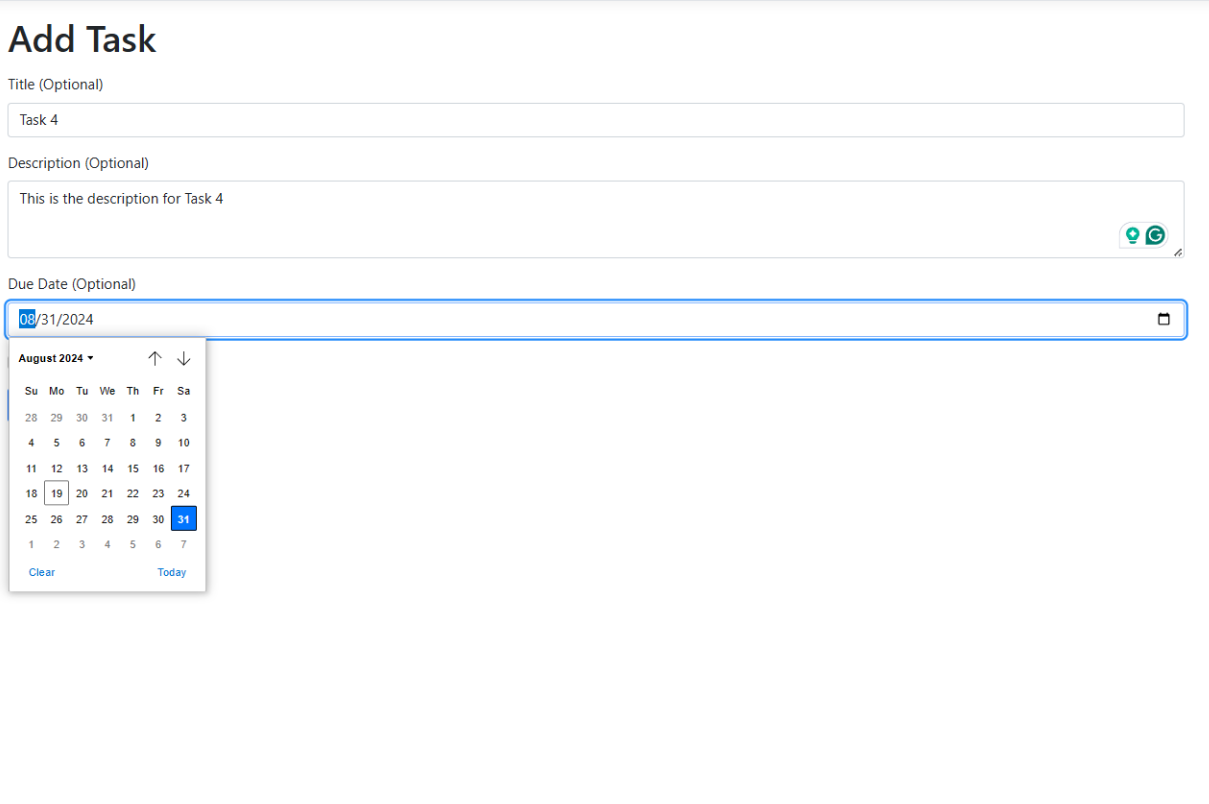 Add Task
Title (Optional)
Task 4
Description (Optional)
This is the description for Task 4
Due Date (Optional)
08/31/2024
August 2024
Su Mo Tu We Th Fr Sa
28 29 30 31 1 2 3
4 5 6 7 8 9 10
11 12 13 14 15 16 17
18 19 20 21 22 23 24
25 26 27 28 29 30 31
1 2 3 4 5 6 7
Clear Today